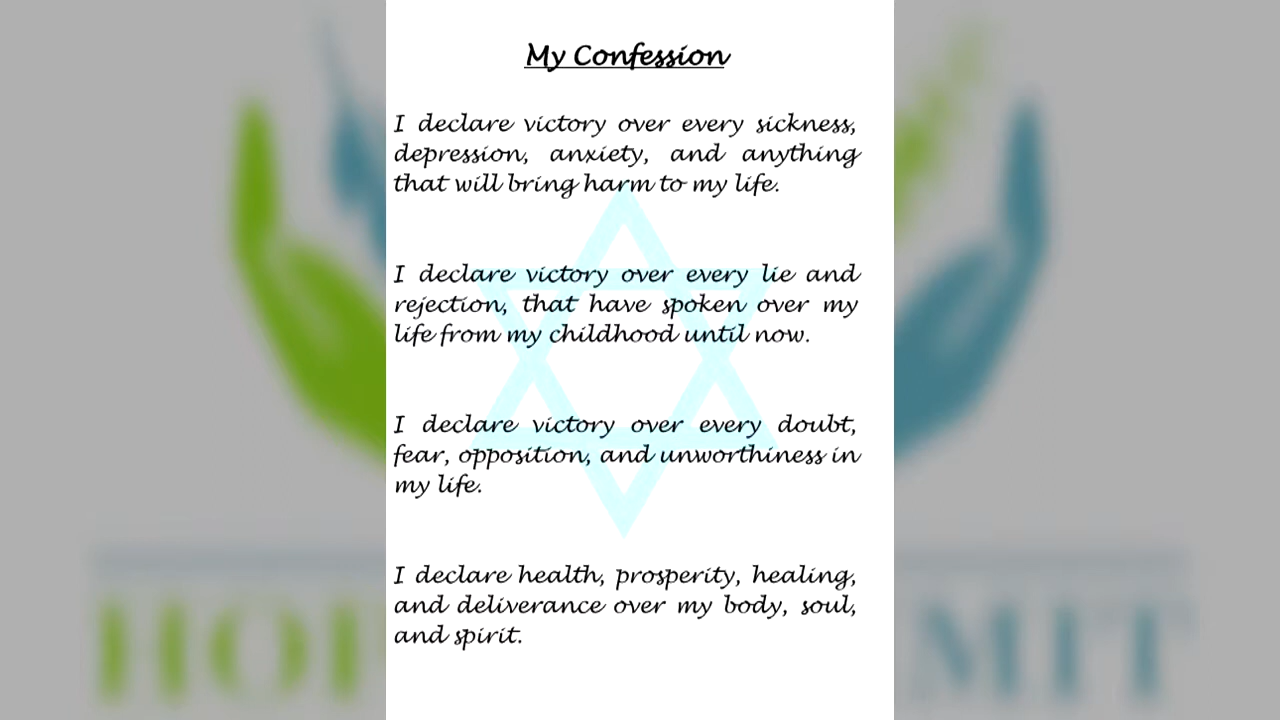 My Confession
I declare victory over every sickness,
depression, anxiety, and anything
that will bring harm to my life.
I declare victory over every lie and
rejection, that have spoken over my
life from my childhood until now.
I declare victory over every doubt,
fear, opposition, and unworthiness in
my life.
I declare health, prosperity, healing,
and deliverance over my body, soul,
and spirit.